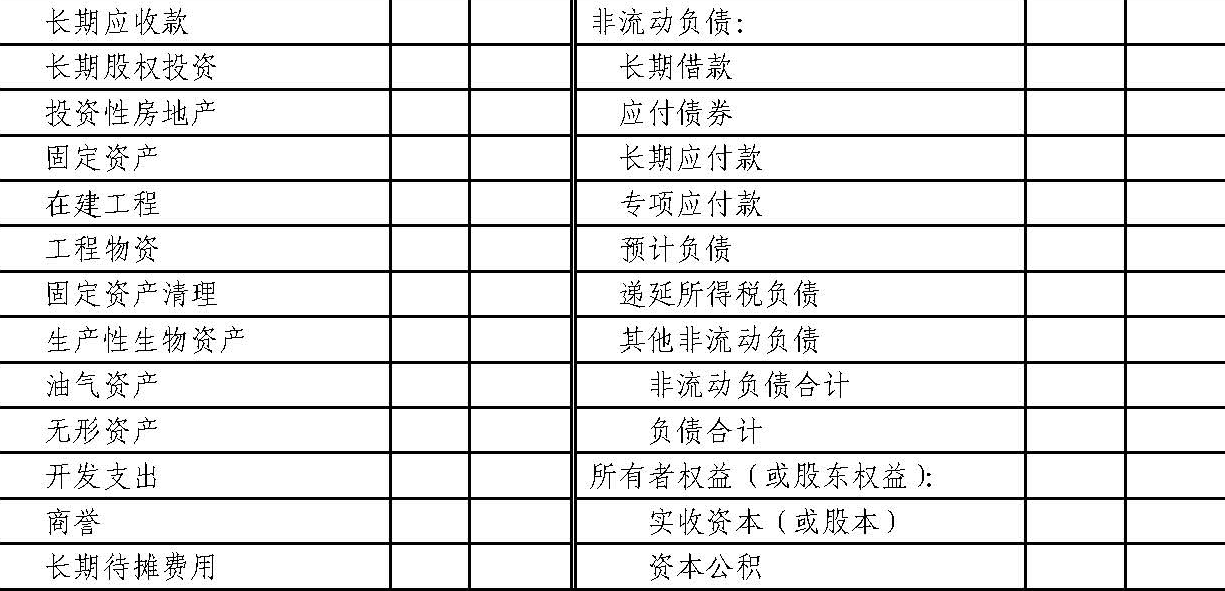 长期应收款 非流动负债:
长期股权投资 长期借款
投资性房地产 应付债券
固定资产 长期应付款
在建工程 专项应付款
工程物资 预计负债
固定资产清理 递延所得税负债
生产性生物资产 其他非流动负债
油气资产 非流动负债合计
无形资产 负债合计
开发支出 所有者权益（或股东权益）:
商誉 实收资本（或股本）
长期待摊费用 资本公积